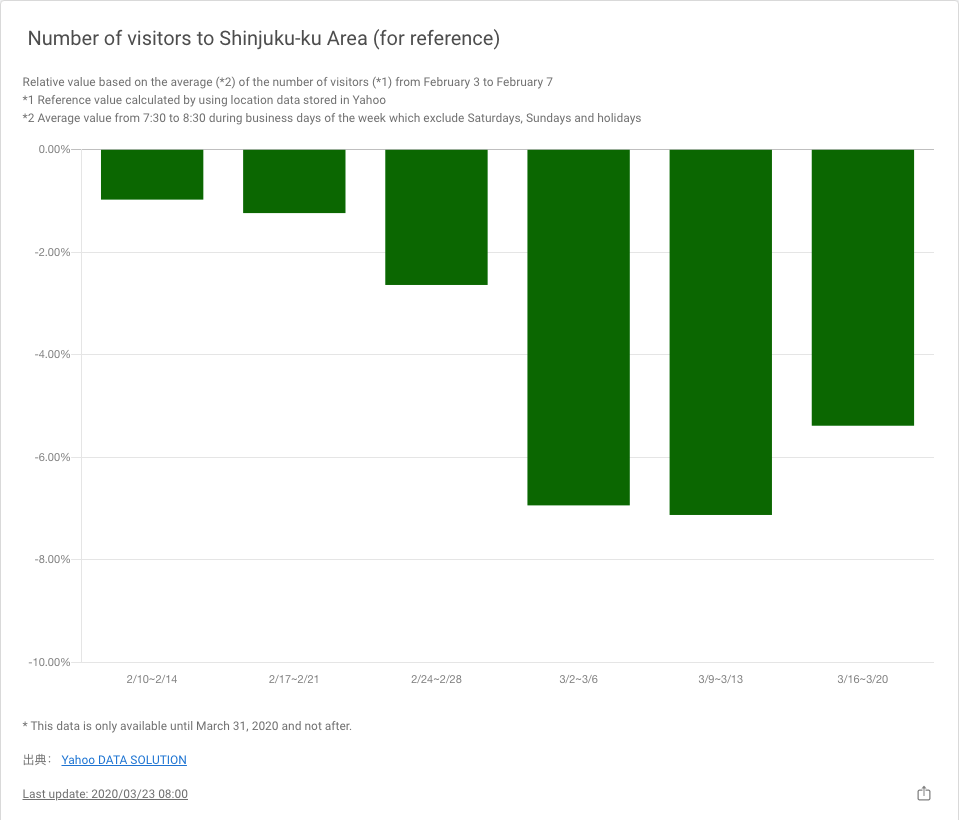 Number of visitors to Shinjuku-ku Area (for reference)
Relative value based on the average (*2) of the number of visitors (*1) from February 3 to February 7
*1 Reference value calculated by using location data stored in Yahoo
*2 Average value from 7:30 to 8:30 during business days of the week which exclude Saturdays, Sundays and holidays
0.00%
-2.00%
-4.00%
-6.00%
-8.00%
-10.00%
2/10~2/14 2/17~2/21 2/24~2/28 3/2~3/6 3/9~3/13 3/16~3/20
* This data is only available until March 31, 2020 and not after.
出典: Yahoo DATA SOLUTION
Last update: 2020/03/23 08:00